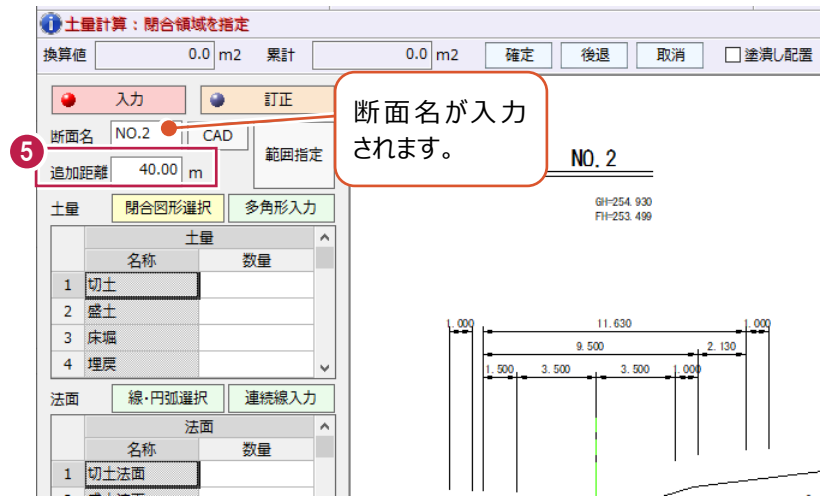 土量計算：閉合領域を指定
換算値 0.0 m2 累計 0.0 m2 確定 後退 取消 塗潰し配置
入力 訂正
断面名 NO.2 CAD 範囲指定
5
追加距離 40.00 m
断面名が入力
されます。
土量 閉合図形選択 多角形入力
土量
名称 数量
1 切土
2 盛土
3 床堀
4 埋戻
法面 線・円弧選択 連続線入力
法面
名称 数量
1 切土法面
NO. 2
GH=254. 930
FH=253. 499
1. 000 11. 630 1. 000
9. 500 2. 130
1. 500 3. 500 3. 500 1. 000